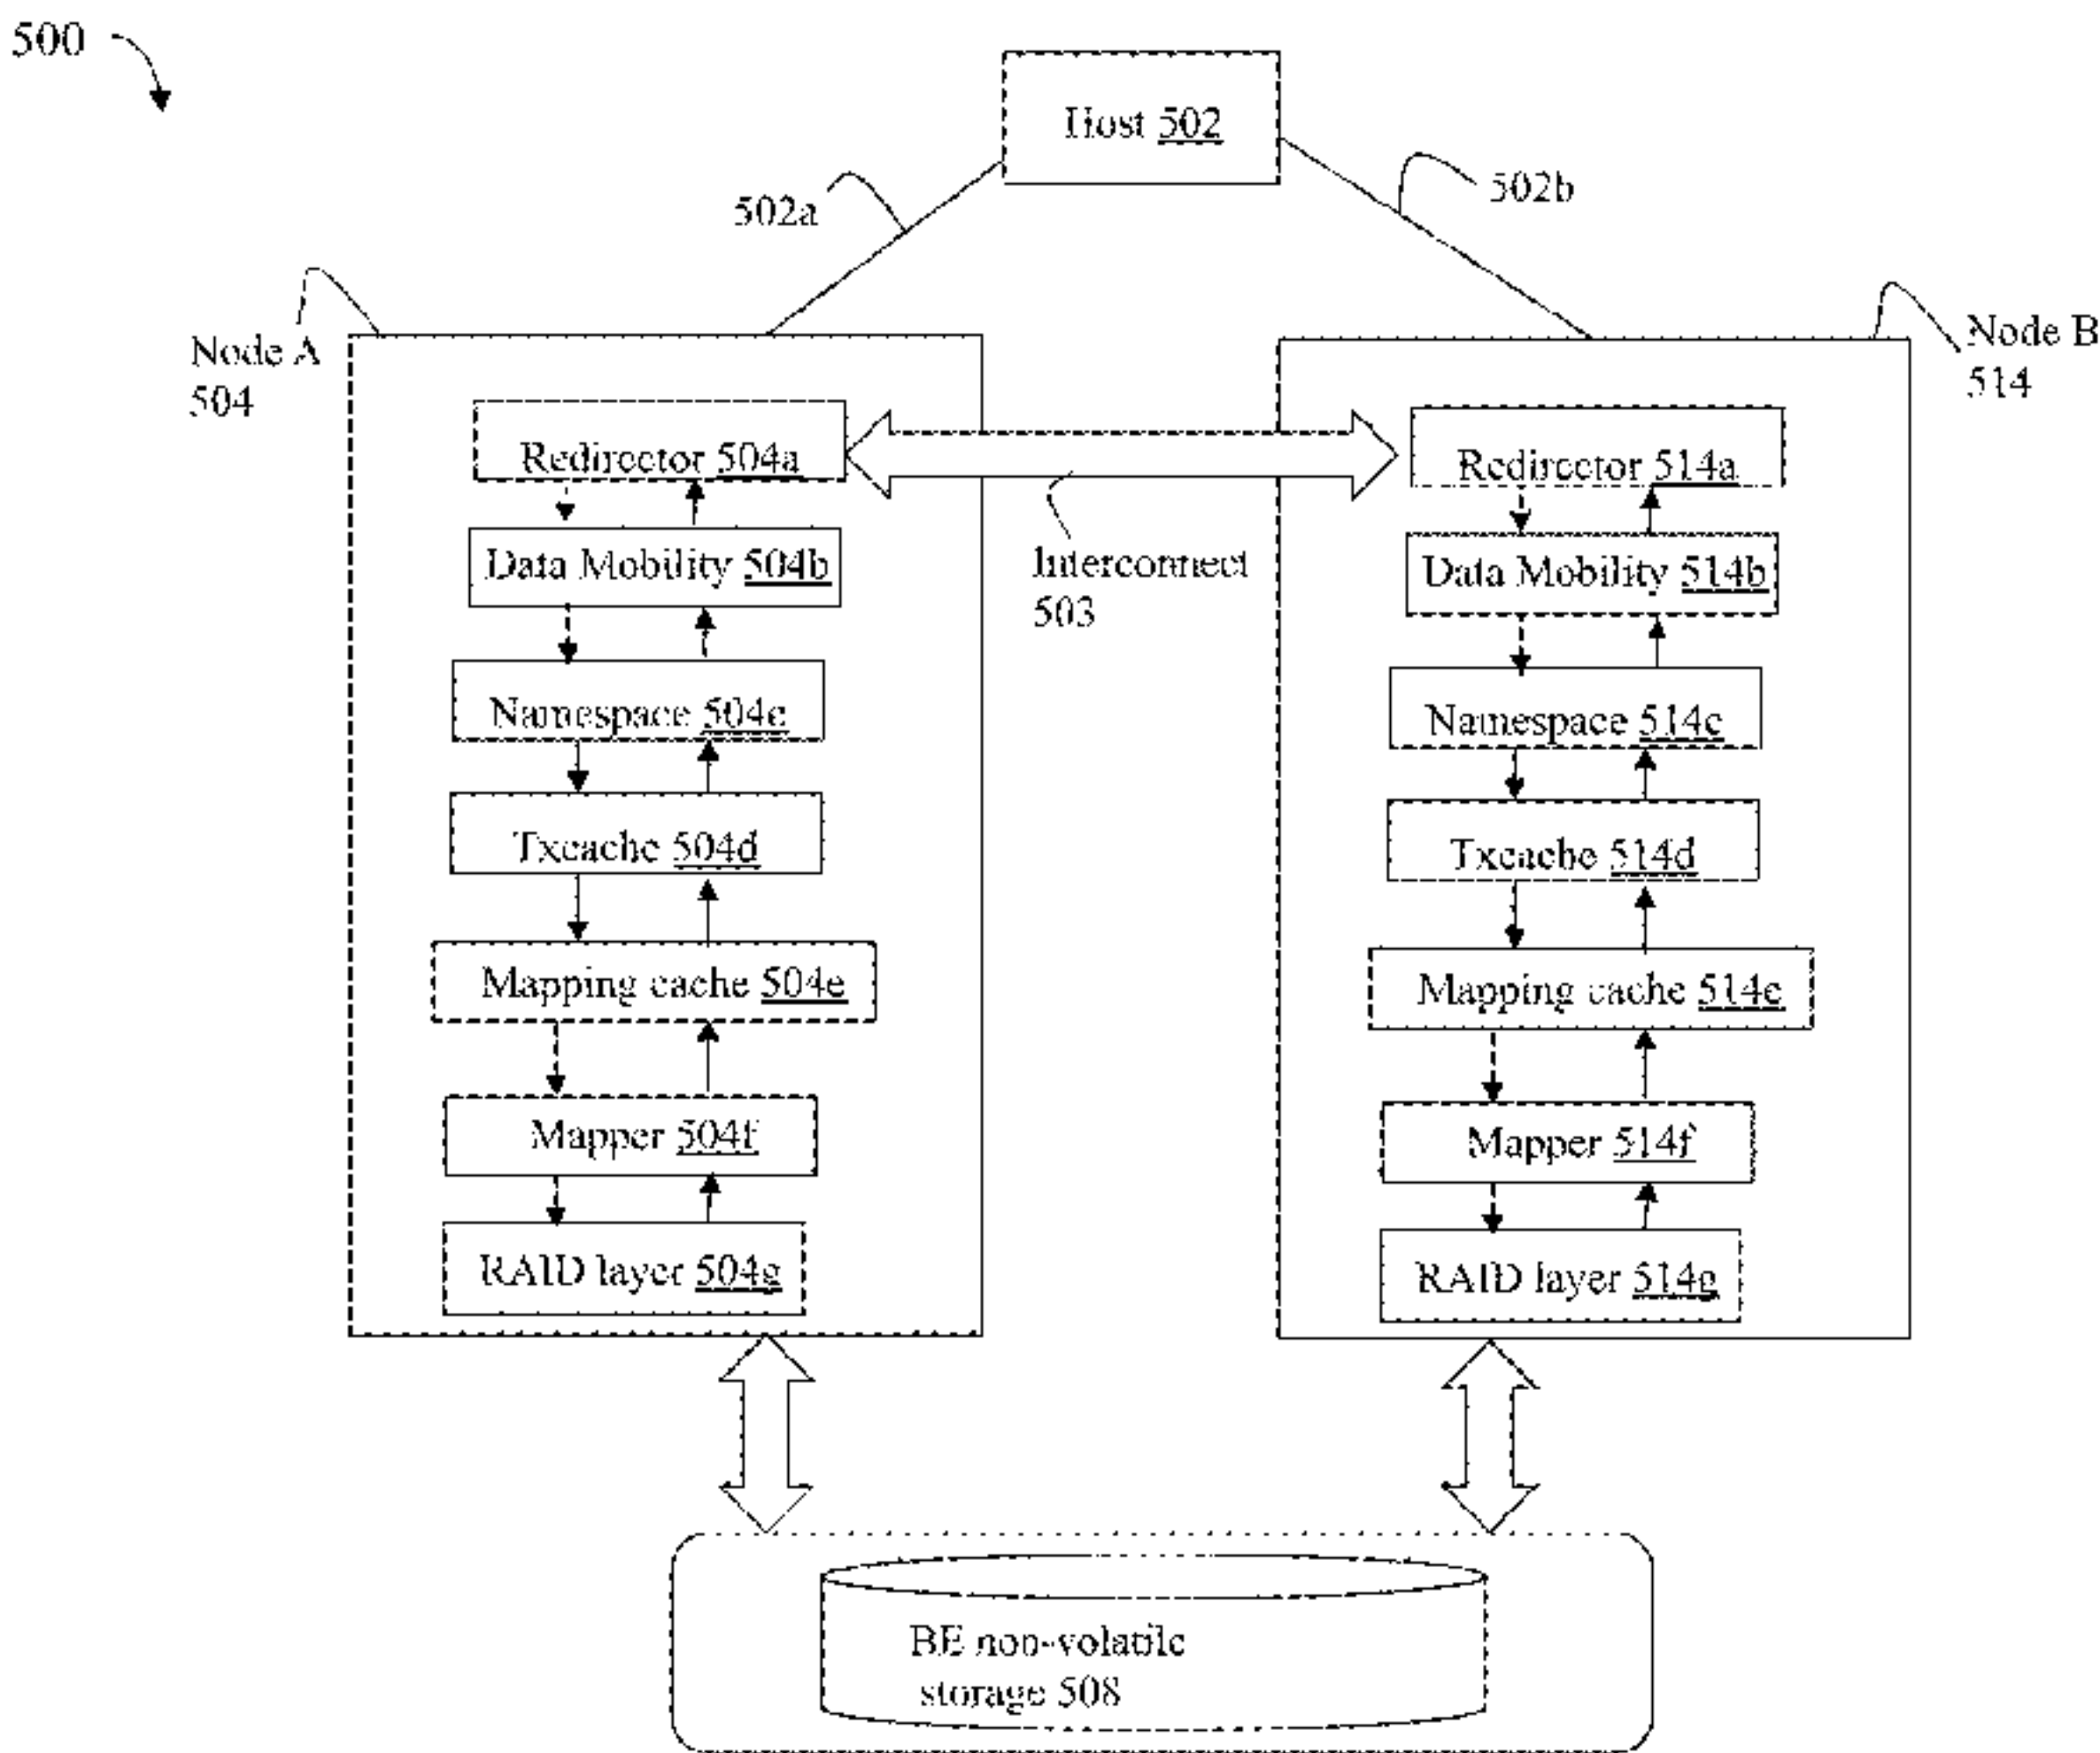 500
Host 502
502a
502b
Node A
504
Node B
514
Redirector 504a
Redirector 514a
Interconnect
503
Data Mobility 504b
Data Mobility 514b
Namespace 504c
Namespace 514c
Txcache 504d
Txcache 514d
Mapping cache 504e
Mapping cache 514e
Mapper 504f
Mapper 514f
RAID layer 504g
RAID layer 514g
BE non-volatile
storage 508